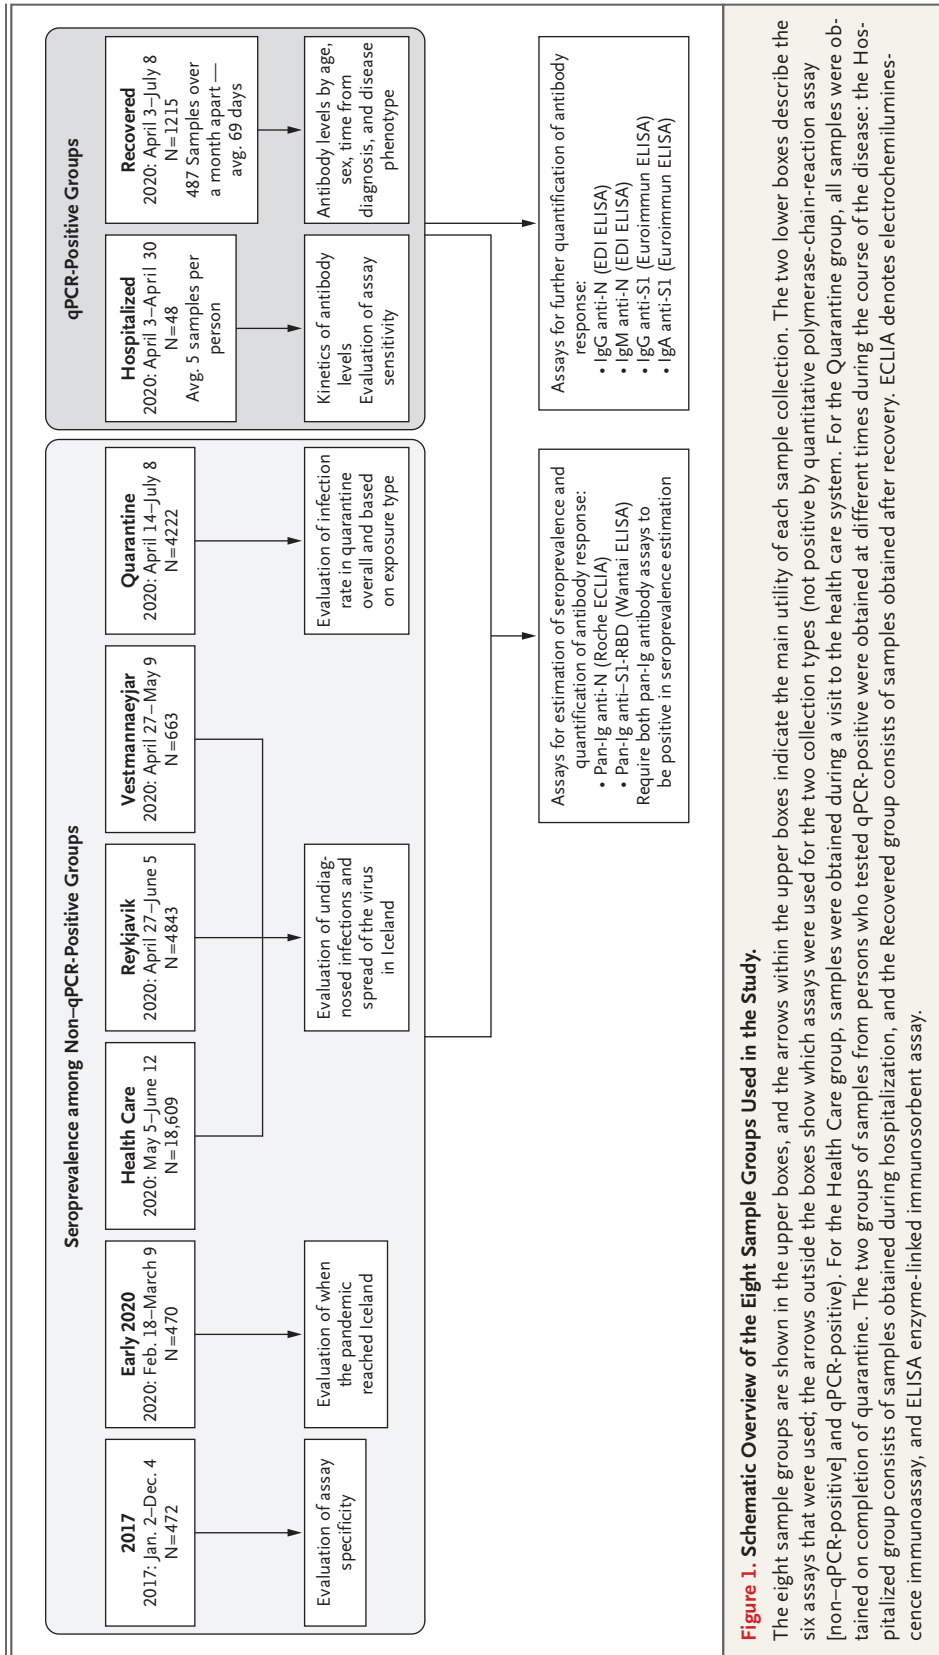 Seroprevalence among Non–qPCR-Positive Groups
qPCR-Positive Groups
2017
2017: Jan. 2–Dec. 4
N=472
Early 2020
2020: Feb. 18–March 9
N=470
Health Care
2020: May 5–June 12
N=18,609
Reykjavik
2020: April 27–June 5
N=4843
Vestmannaeyjar
2020: April 27–May 9
N=663
Quarantine
2020: April 14–July 8
N=4222
Hospitalized
2020: April 3–April 30
N=48
Avg. 5 samples per
person
Recovered
2020: April 3–July 8
N=1215
487 Samples over
a month apart —
avg. 69 days
Evaluation of assay
specificity
Evaluation of when
the pandemic
reached Iceland
Evaluation of undiag-
nosed infections and
spread of the virus
in Iceland
Evaluation of infection
rate in quarantine
overall and based
on exposure type
Kinetics of antibody
levels
Evaluation of assay
sensitivity
Antibody levels by age,
sex, time from
diagnosis, and disease
phenotype
Assays for estimation of seroprevalence and
quantification of antibody response:
• Pan-Ig anti-N (Roche ECLIA)
• Pan-Ig anti–S1-RBD (Wantai ELISA)
Require both pan-Ig antibody assays to
be positive in seroprevalence estimation
Assays for further quantification of antibody
response:
• IgG anti-N (EDI ELISA)
• IgM anti-N (EDI ELISA)
• IgG anti-S1 (Euroimmun ELISA)
• IgA anti-S1 (Euroimmun ELISA)
Figure 1. Schematic Overview of the Eight Sample Groups Used in the Study.
The eight sample groups are shown in the upper boxes, and the arrows within the upper boxes indicate the main utility of each sample collection. The two lower boxes describe the
six assays that were used; the arrows outside the boxes show which assays were used for the two collection types (not positive by quantitative polymerase-chain-reaction assay
[non–qPCR-positive] and qPCR-positive). For the Health Care group, samples were obtained during a visit to the health care system. For the Quarantine group, all samples were ob-
tained on completion of quarantine. The two groups of samples from persons who tested qPCR-positive were obtained at different times during the course of the disease: the Hos-
pitalized group consists of samples obtained during hospitalization, and the Recovered group consists of samples obtained after recovery. ECLIA denotes electrochemilumines-
cence immunoassay, and ELISA enzyme-linked immunosorbent assay.